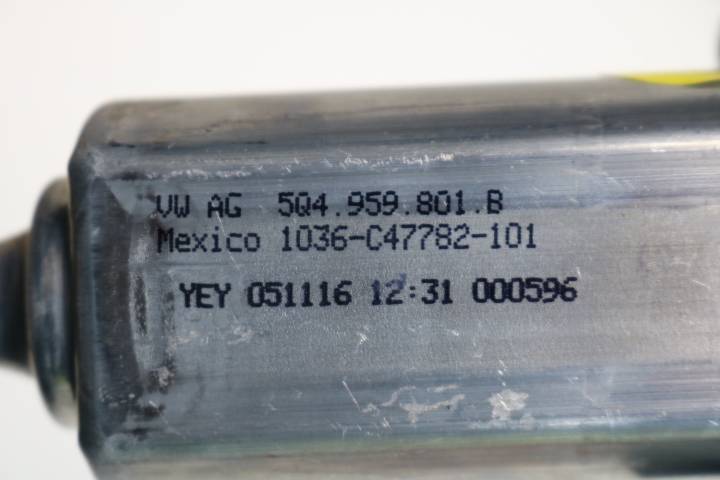 VW AG 5Q4.959.801.B
Mexico 1036-C47782-101
YEY 051116 12:31 000596